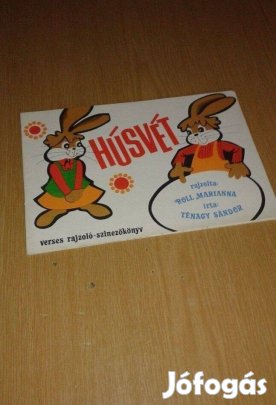 HÚSVÉT
rajzolta:
ROLL MARIANNA
írta:
TÉNAGY SÁNDOR
verses rajzoló-színezőkönyv
Jófogás